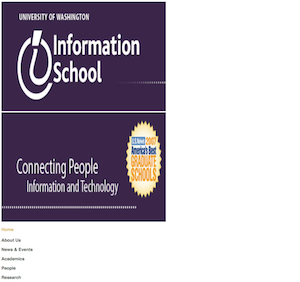 UNIVERSITY OF WASHINGTON
Information
School
America's Best
GRADUATE
SCHOOLS
Connecting People
Information and Technology
Home
About Us
News & Events
Academics
People
Research